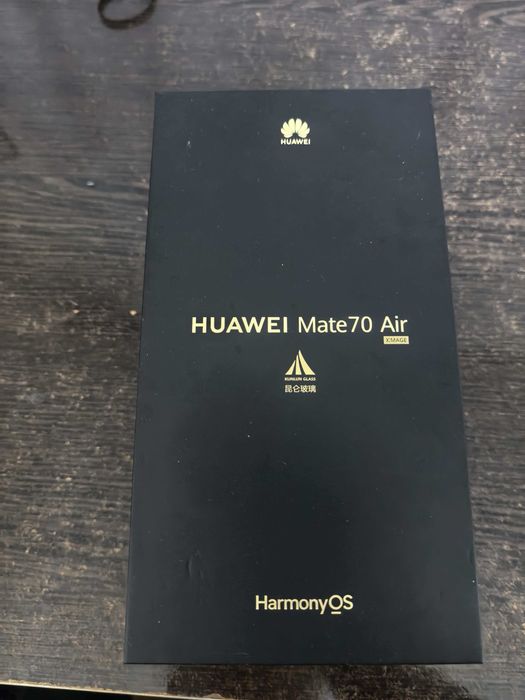 HUAWEI
HUAWEI Mate70 Air
XMAGE
KUNLUN GLASS
昆仑玻璃
HarmonyOS